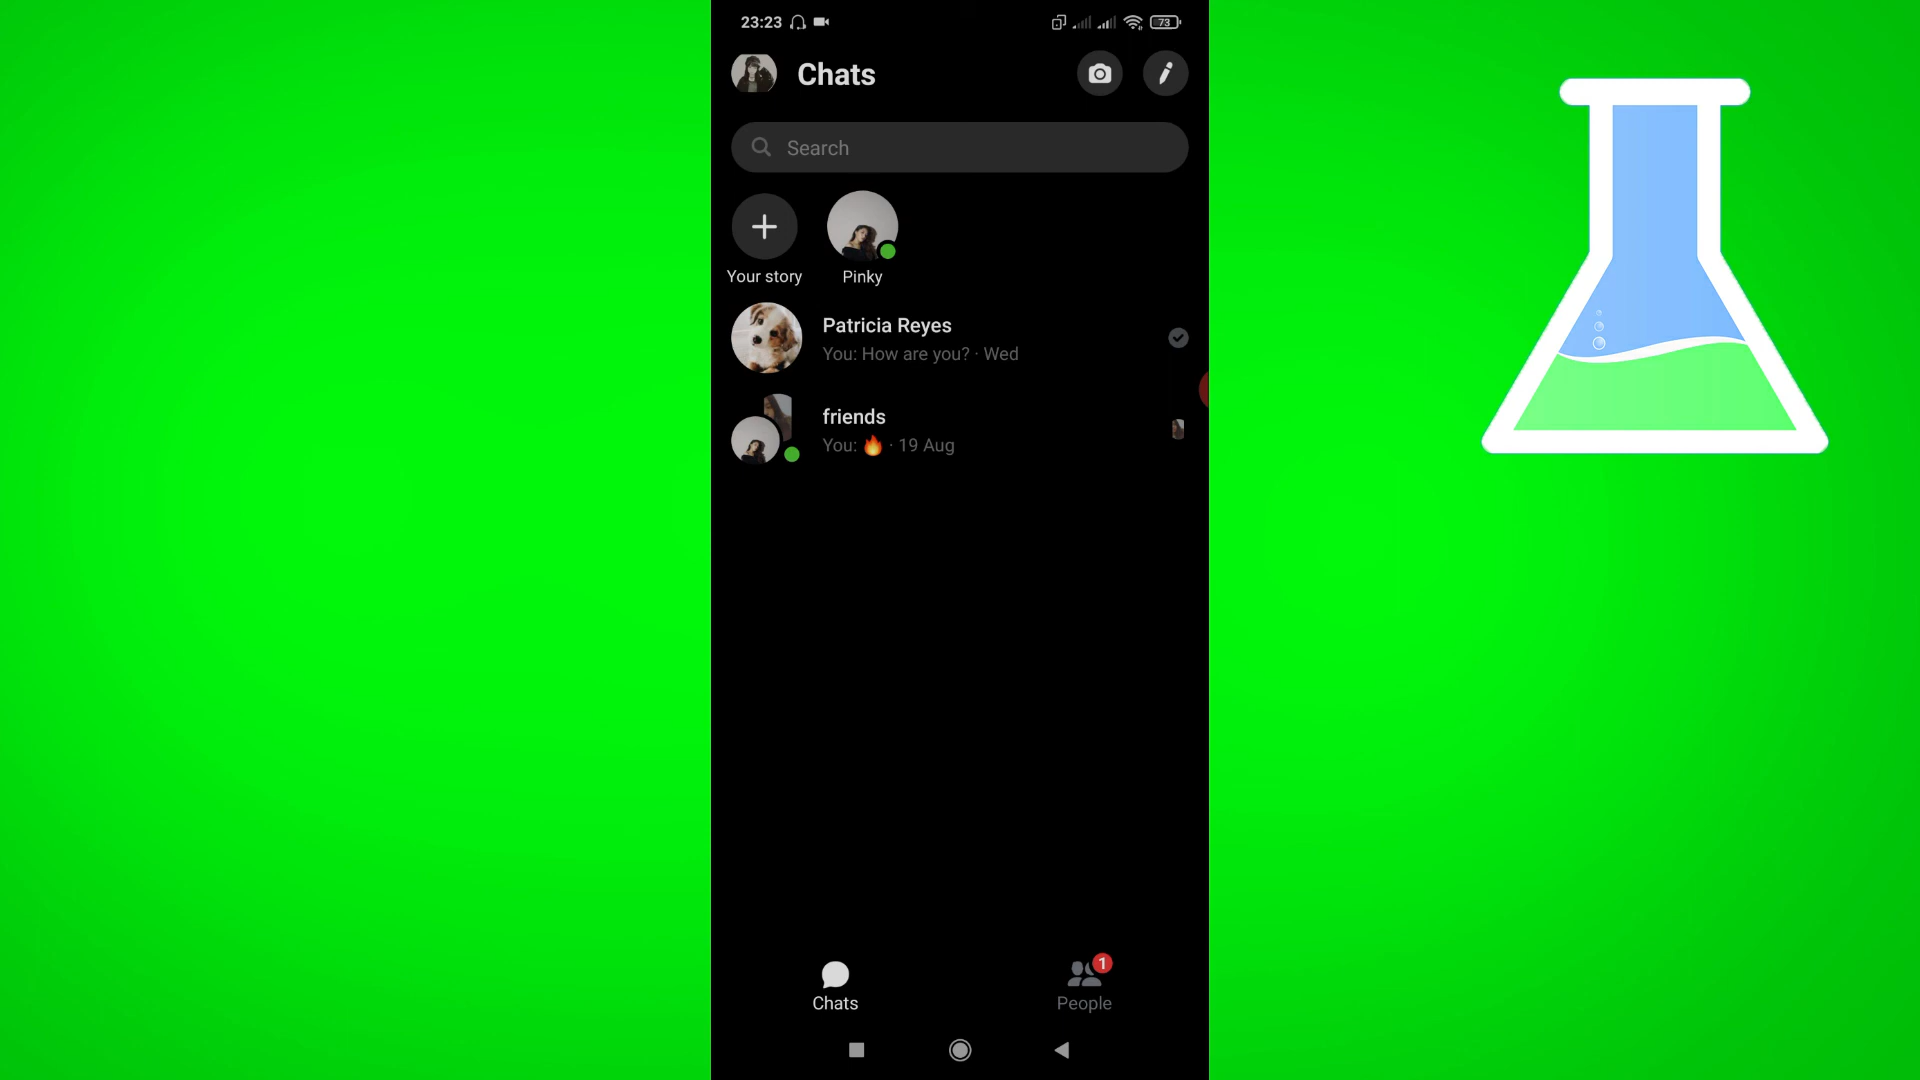 23:23
73
Chats
Search
Your story
Pinky
Patricia Reyes
You: How are you? · Wed
friends
You: 🔥 · 19 Aug
1
Chats
People